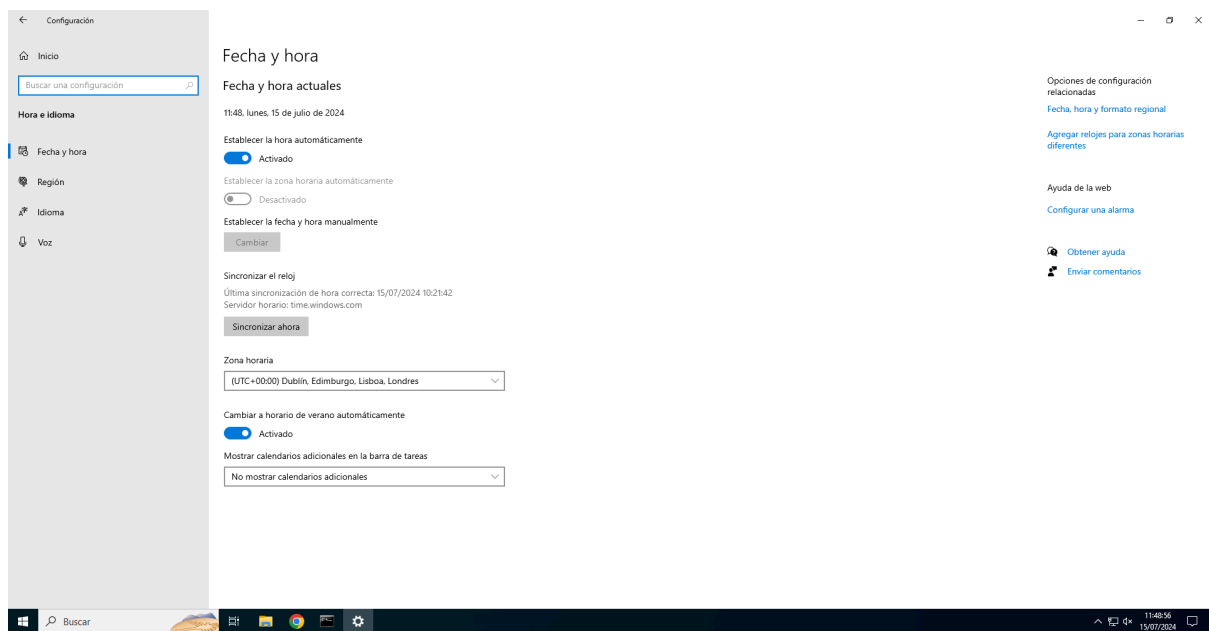 Configuración
Inicio
Buscar una configuración
Hora e idioma
Fecha y hora
Región
Idioma
Voz
Fecha y hora
Fecha y hora actuales
11:48, lunes, 15 de julio de 2024
Establecer la hora automáticamente
Activado
Establecer la zona horaria automáticamente
Desactivado
Establecer la fecha y hora manualmente
Cambiar
Sincronizar el reloj
Última sincronización de hora correcta: 15/07/2024 10:21:42
Servidor horario: time.windows.com
Sincronizar ahora
Zona horaria
(UTC+00:00) Dublín, Edimburgo, Lisboa, Londres
Cambiar a horario de verano automáticamente
Activado
Mostrar calendarios adicionales en la barra de tareas
No mostrar calendarios adicionales
Opciones de configuración
relacionadas
Fecha, hora y formato regional
Agregar relojes para zonas horarias
diferentes
Ayuda de la web
Configurar una alarma
Obtener ayuda
Enviar comentarios
Buscar
11:48:56
15/07/2024